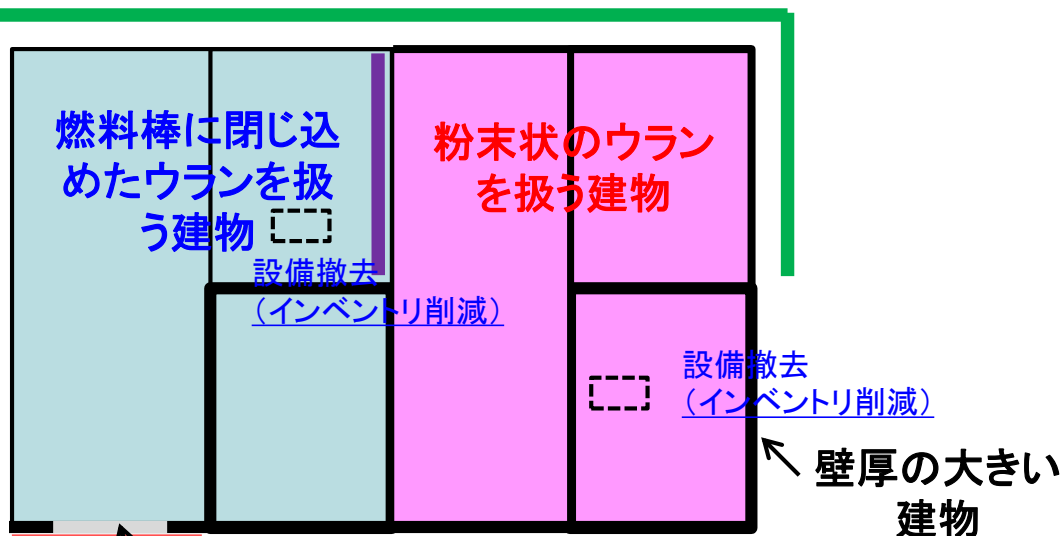 燃料棒に閉じ込
めたウランを扱
う建物
粉末状のウラン
を扱う建物
設備撤去
（インベントリ削減）
設備撤去
（インベントリ削減）
壁厚の大きい
建物